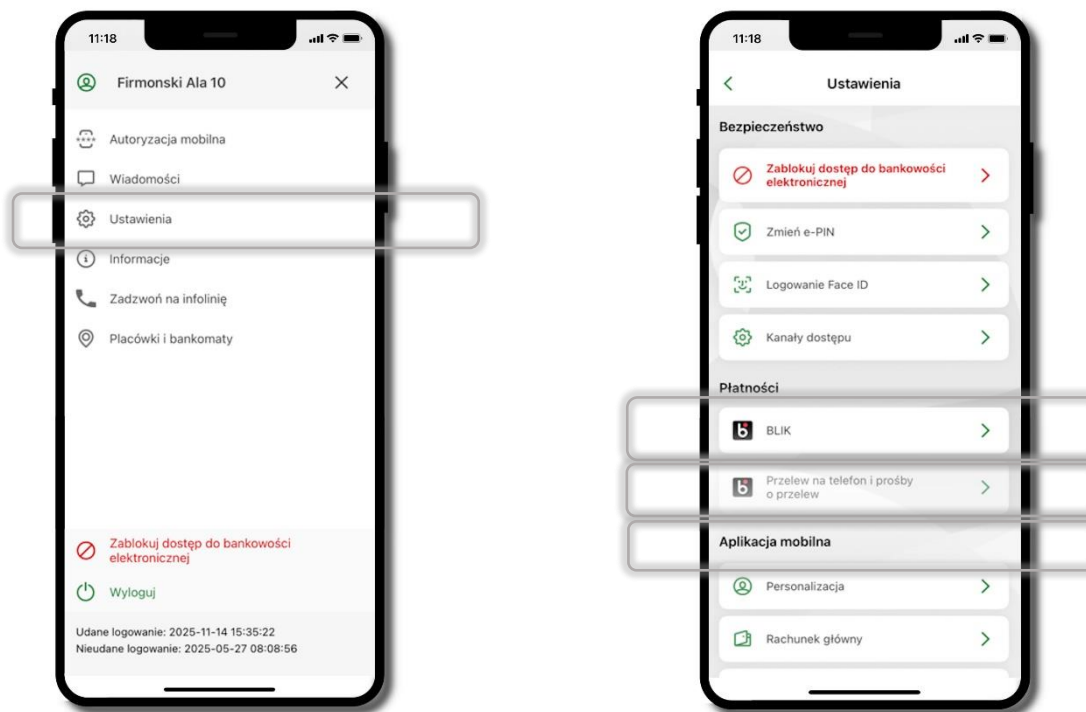 11:18
Firmonski Ala 10
Autoryzacja mobilna
Wiadomości
Ustawienia
Informacje
Zadzwoń na infolinię
Placówki i bankomaty
Zablokuj dostęp do bankowości
elektronicznej
Wyloguj
Udane logowanie: 2025-11-14 15:35:22
Nieudane logowanie: 2025-05-27 08:08:56
11:18
Ustawienia
Bezpieczeństwo
Zablokuj dostęp do bankowości
elektronicznej
Zmień e-PIN
Logowanie Face ID
Kanały dostępu
Płatności
BLIK
Przelew na telefon i prośby
o przelew
Aplikacja mobilna
Personalizacja
Rachunek główny